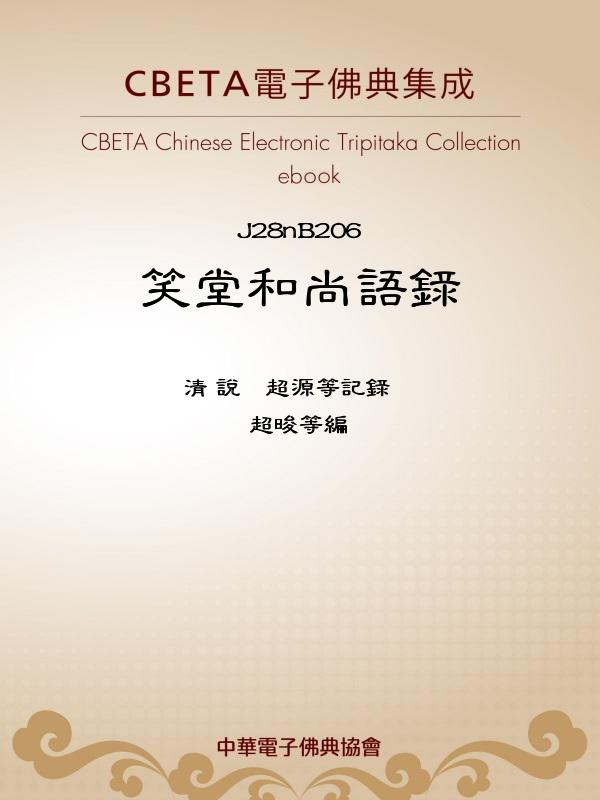 CBETA電子佛典集成
CBETA Chinese Electronic Tripitaka Collection
ebook
J28nB206
笑堂和尚語錄
清 說　超源等記錄
超晙等編
中華電子佛典協會